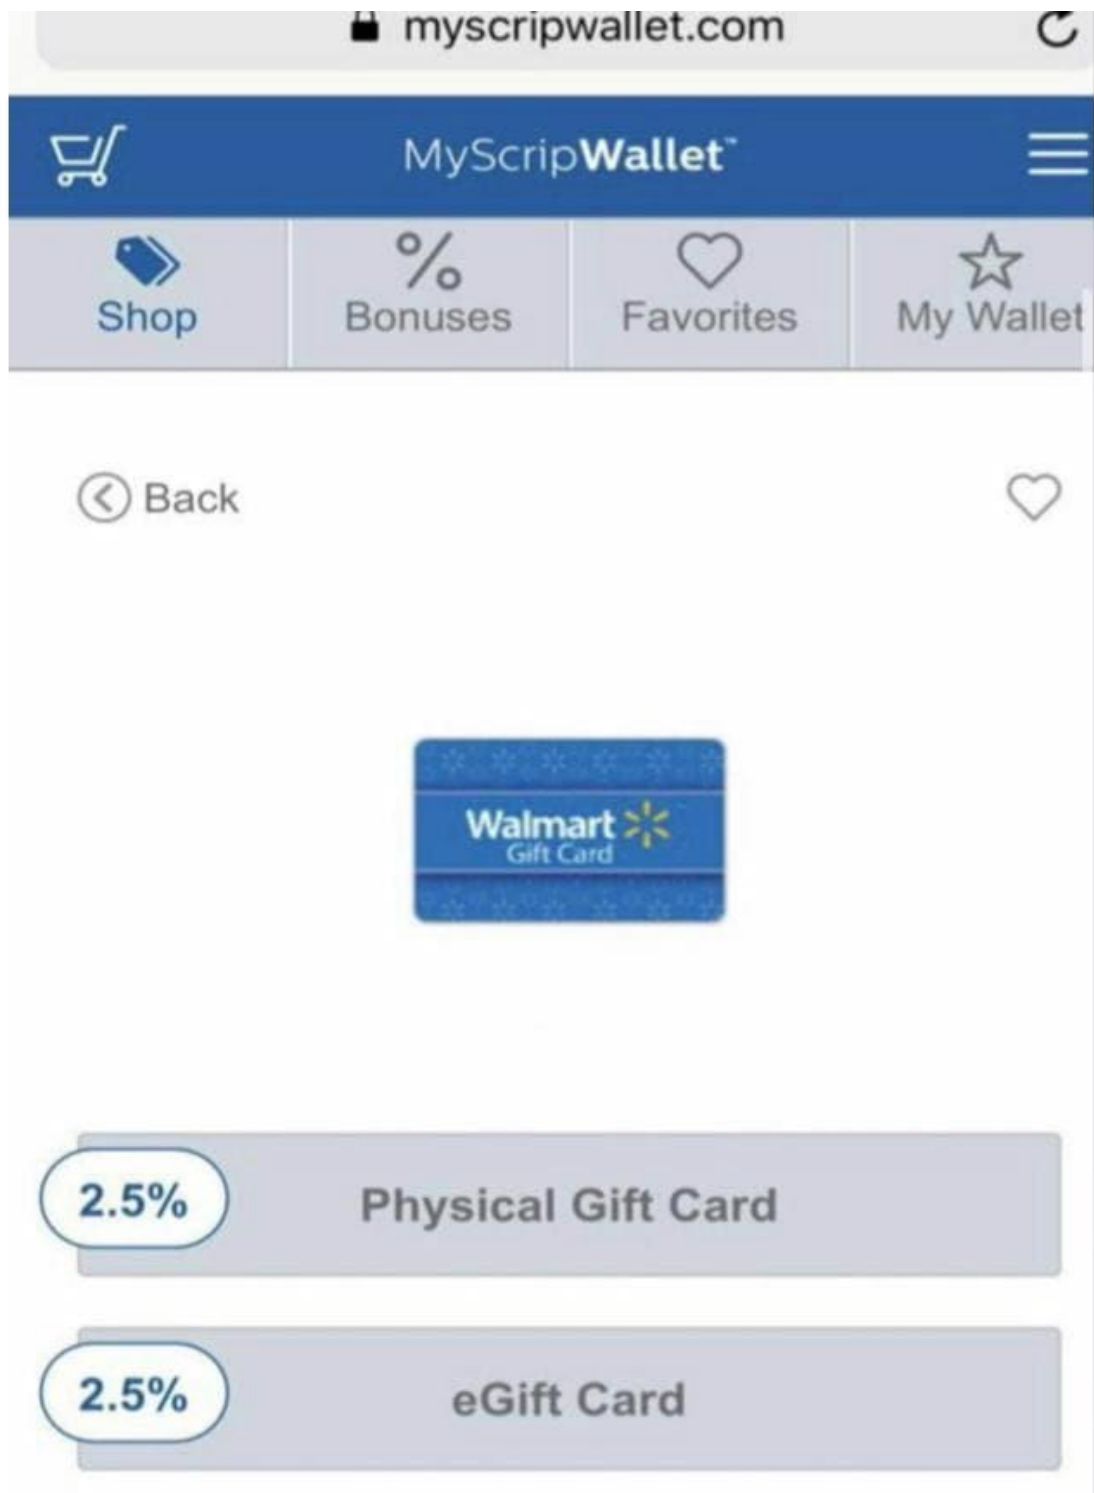 myscripwallet.com
MyScripWallet™
Shop
Bonuses
Favorites
My Wallet
Back
Walmart
Gift Card
2.5%
Physical Gift Card
2.5%
eGift Card